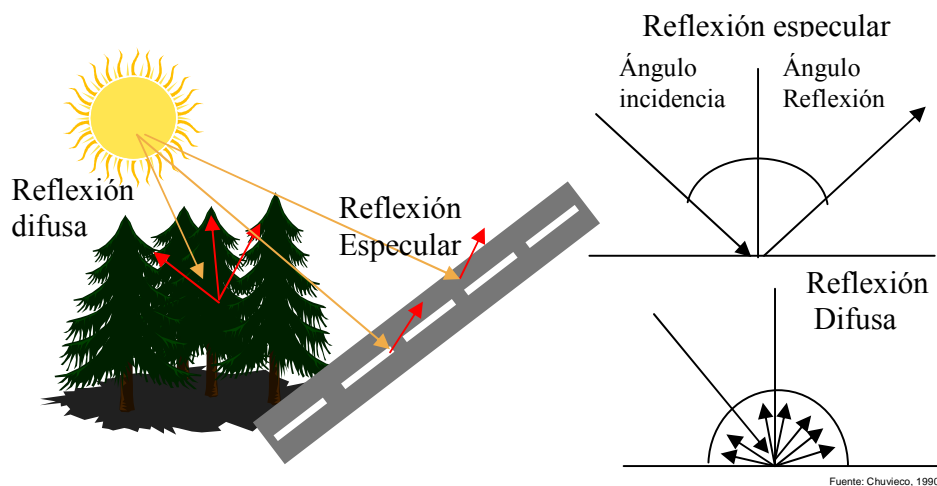 Reflexión especular
Ángulo
incidencia
Ángulo
Reflexión
Reflexión
difusa
Reflexión
Especular
Reflexión
Difusa
Fuente: Chuvieco, 1990